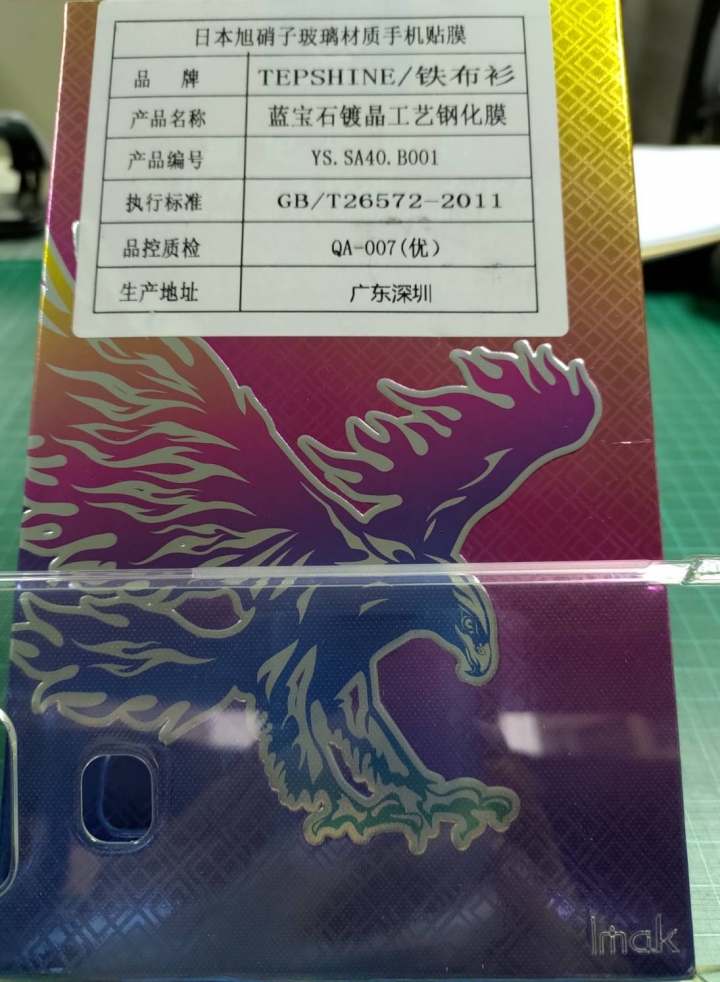 日本旭硝子玻璃材质手机贴膜
品 牌 TEPSHINE/铁布衫
产品名称 蓝宝石镀晶工艺钢化膜
产品编号 YS.SA40.B001
执行标准 GB/T26572-2011
品控质检 QA-007(优)
生产地址 广东深圳
Imak